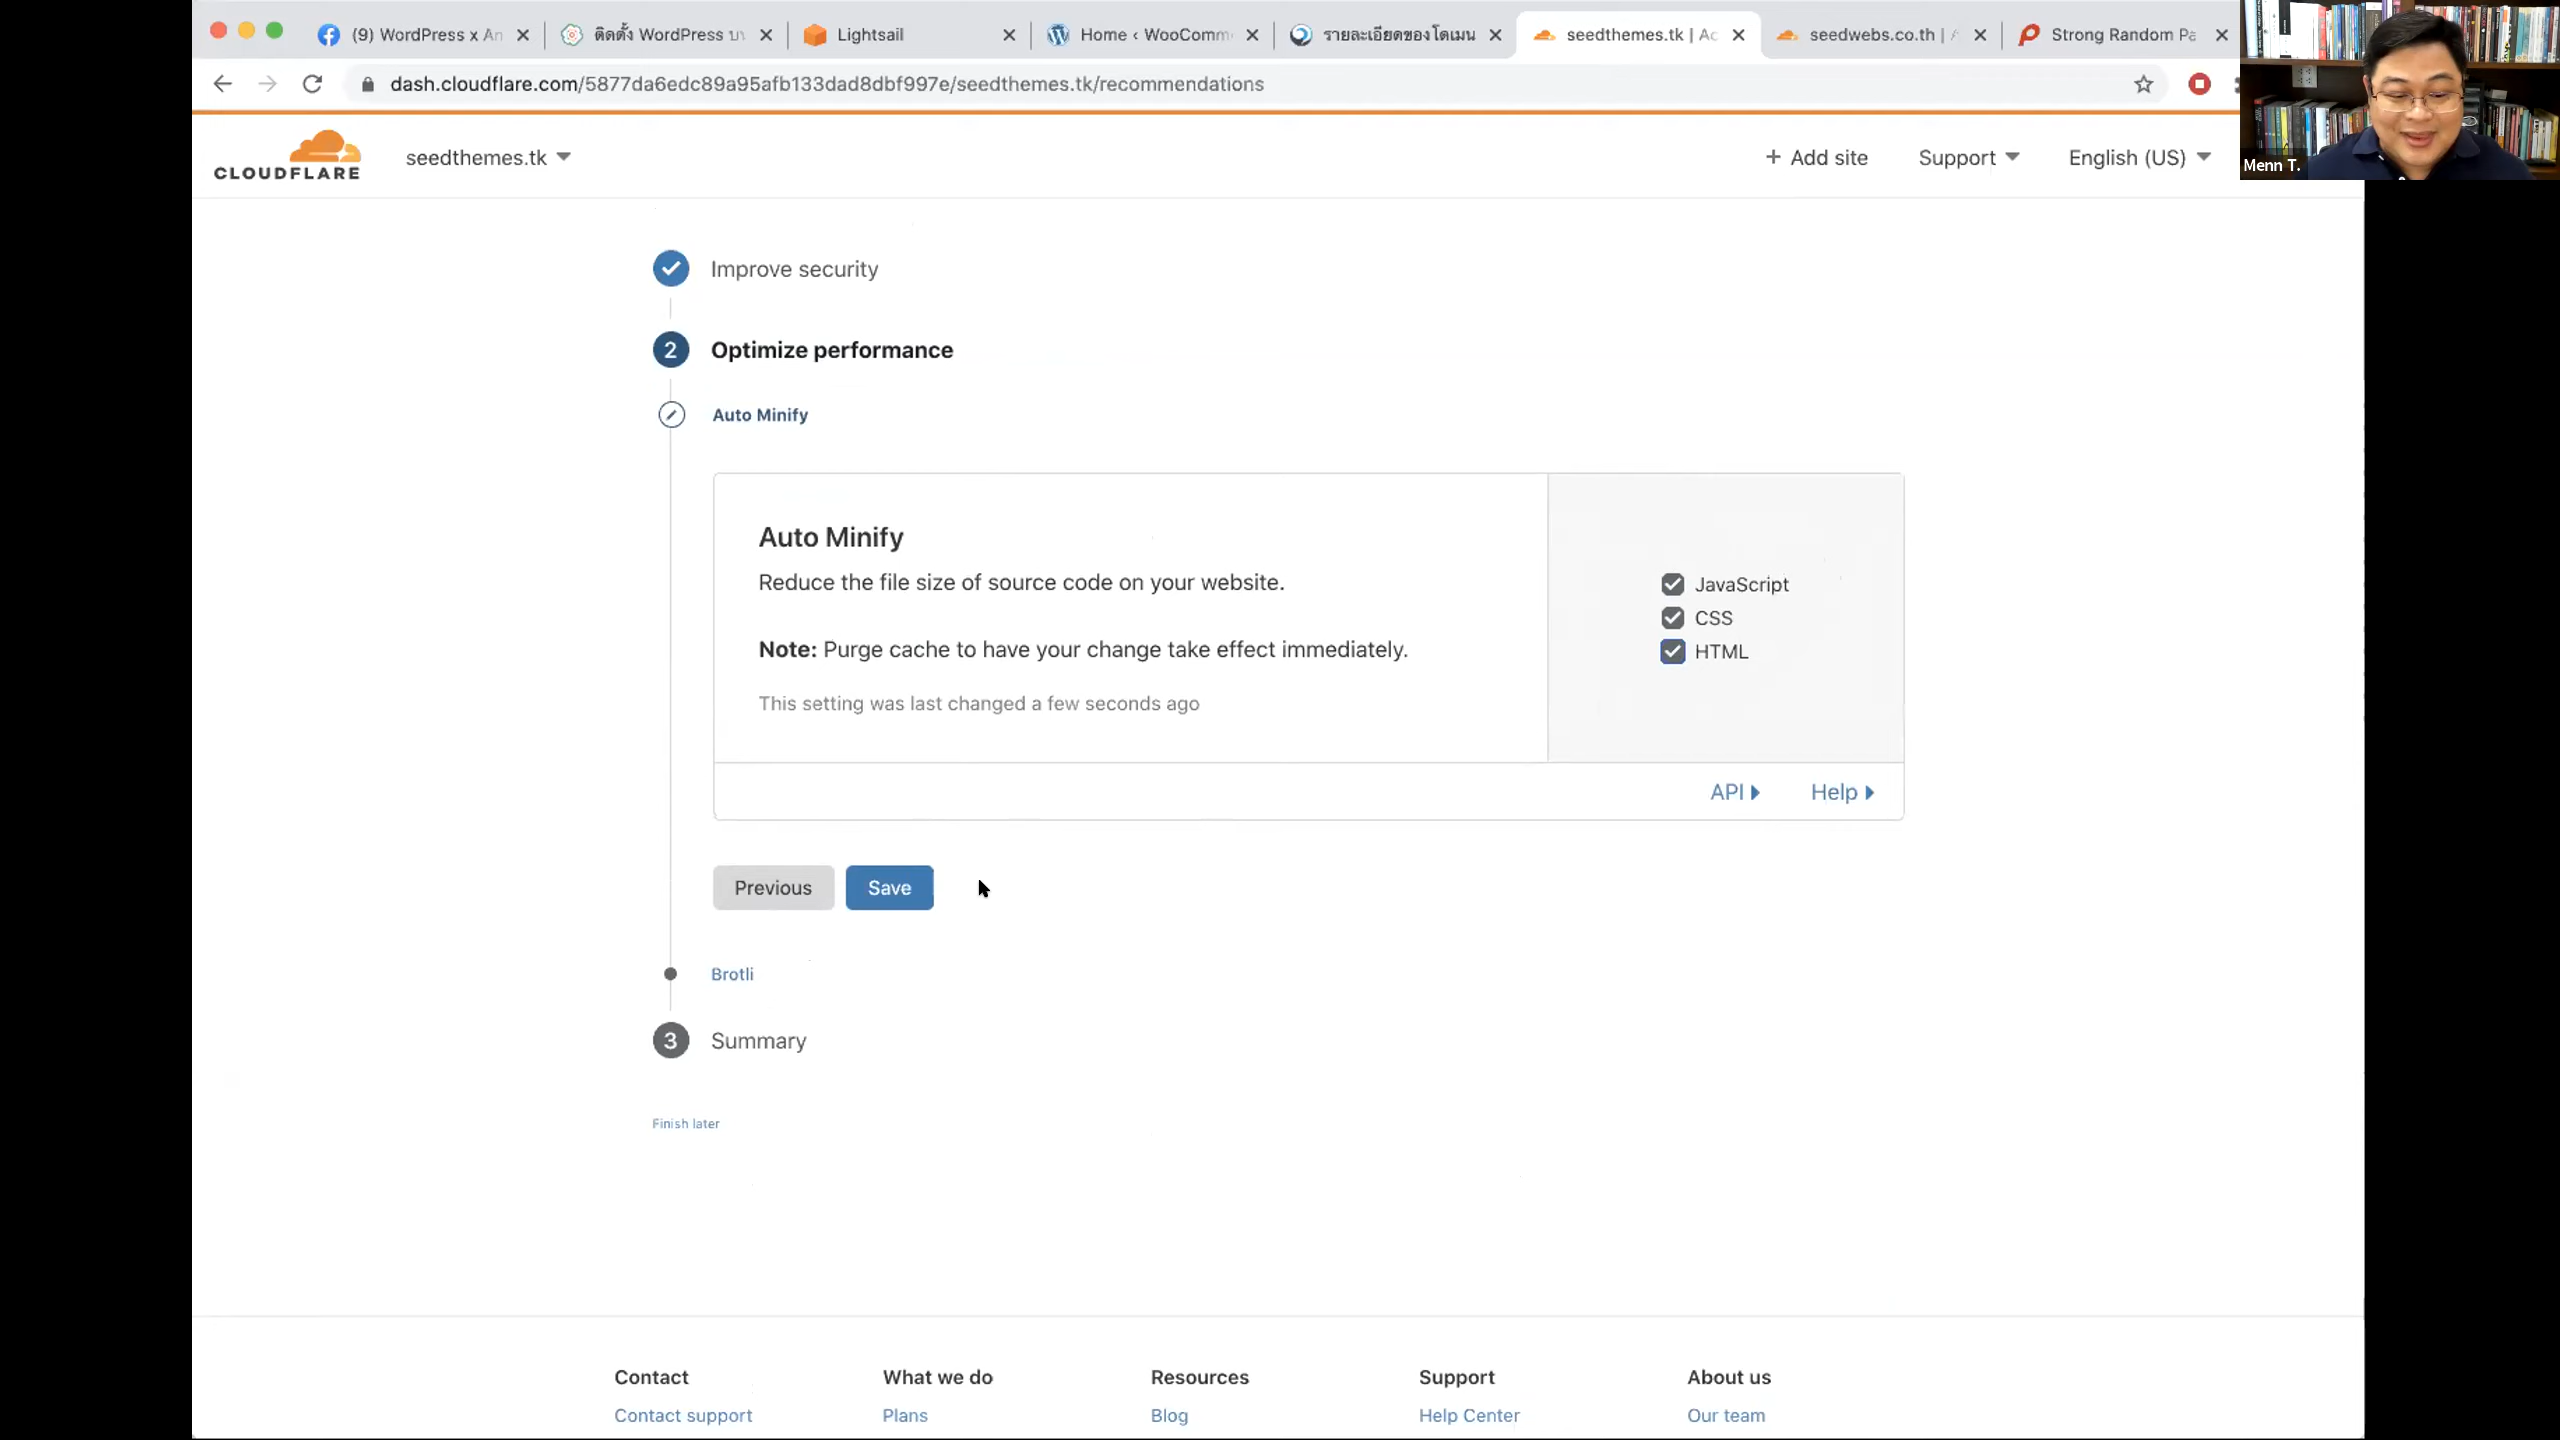 (9) WordPress x An
ติดตั้ง WordPress บน
Lightsail
Home ‹ WooComm
รายละเอียดของโดเมน
seedthemes.tk | Ac
seedwebs.co.th | A
Strong Random Pa
dash.cloudflare.com/5877da6edc89a95afb133dad8dbf997e/seedthemes.tk/recommendations
Menn T.
CLOUDFLARE
seedthemes.tk
+ Add site
Support
English (US)
Improve security
2 Optimize performance
Auto Minify
Auto Minify
Reduce the file size of source code on your website.
Note: Purge cache to have your change take effect immediately.
This setting was last changed a few seconds ago
JavaScript
CSS
HTML
API
Help
Previous
Save
Brotli
3 Summary
Finish later
Contact
What we do
Resources
Support
About us
Contact support
Plans
Blog
Help Center
Our team